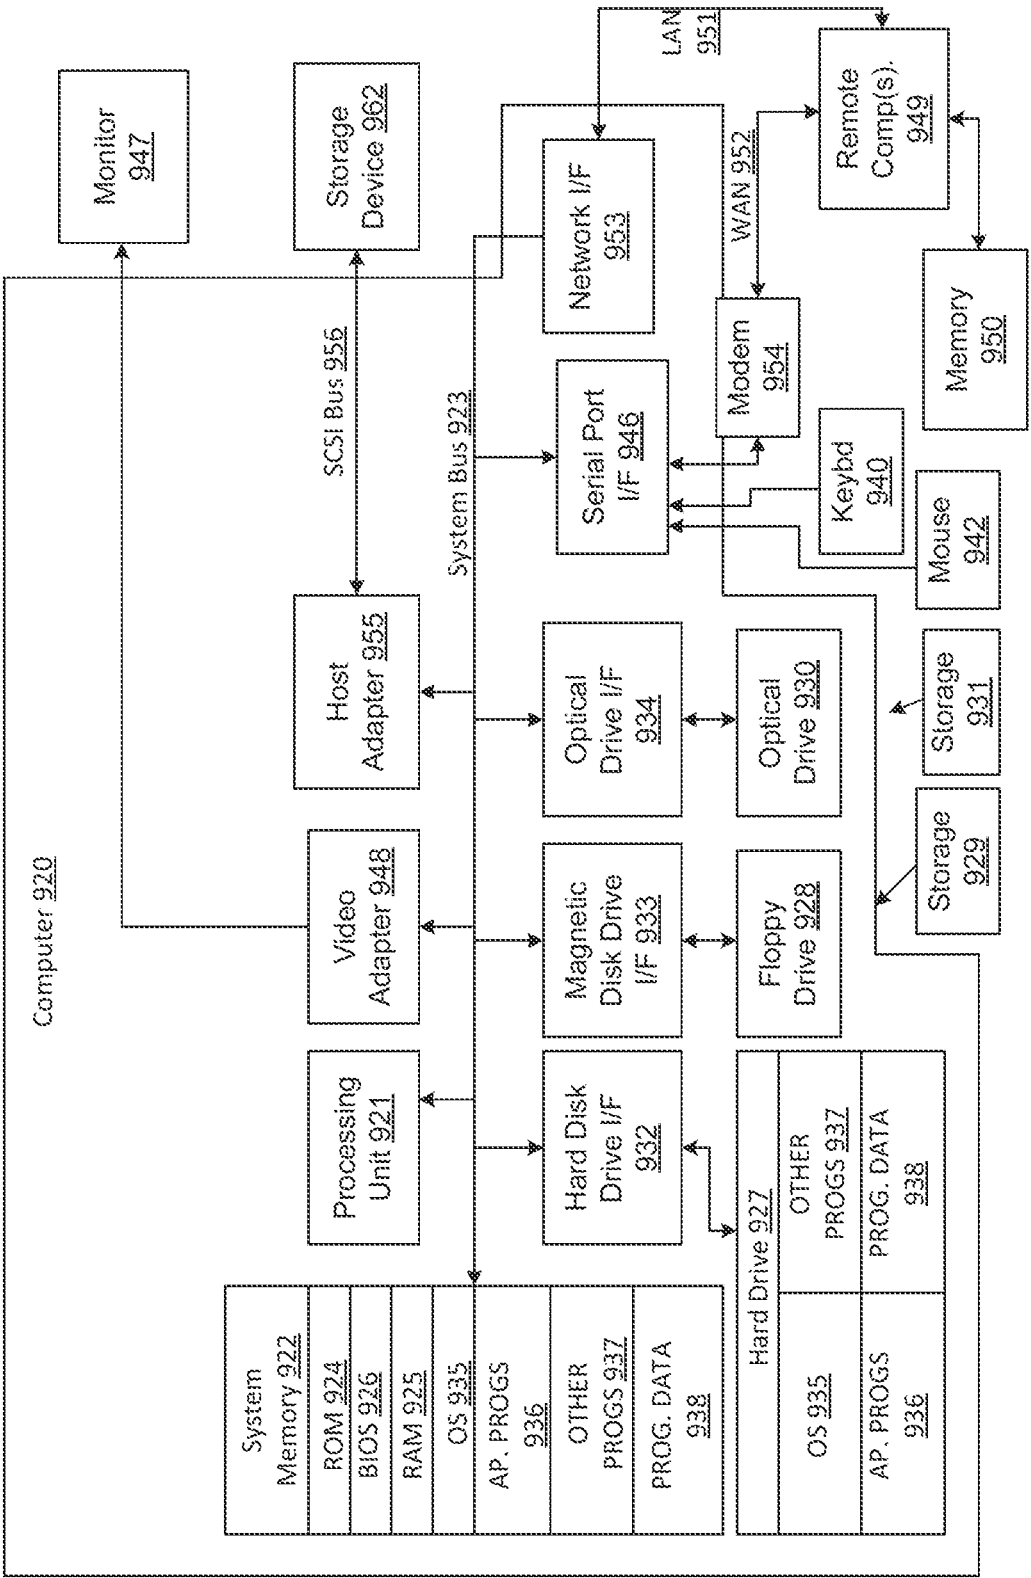 Computer 920
Monitor
947
Storage
Device 962
SCSI Bus 956
Host
Adapter 955
Video
Adapter 948
Processing
Unit 921
System
Memory 922
ROM 924
BIOS 926
RAM 925
OS 935
AP. PROGS
936
OTHER
PROGS 937
PROG. DATA
938
System Bus 923
Hard Disk
Drive I/F
932
Magnetic
Disk Drive
I/F 933
Optical
Drive I/F
934
Serial Port
I/F 946
Network I/F
953
LAN
951
Hard Drive 927
OS 935
OTHER
PROGS 937
AP. PROGS
936
PROG. DATA
938
Floppy
Drive 928
Optical
Drive 930
Modem
954
WAN 952
Remote
Comp(s).
949
Storage
929
Storage
931
Mouse
942
Keybd
940
Memory
950